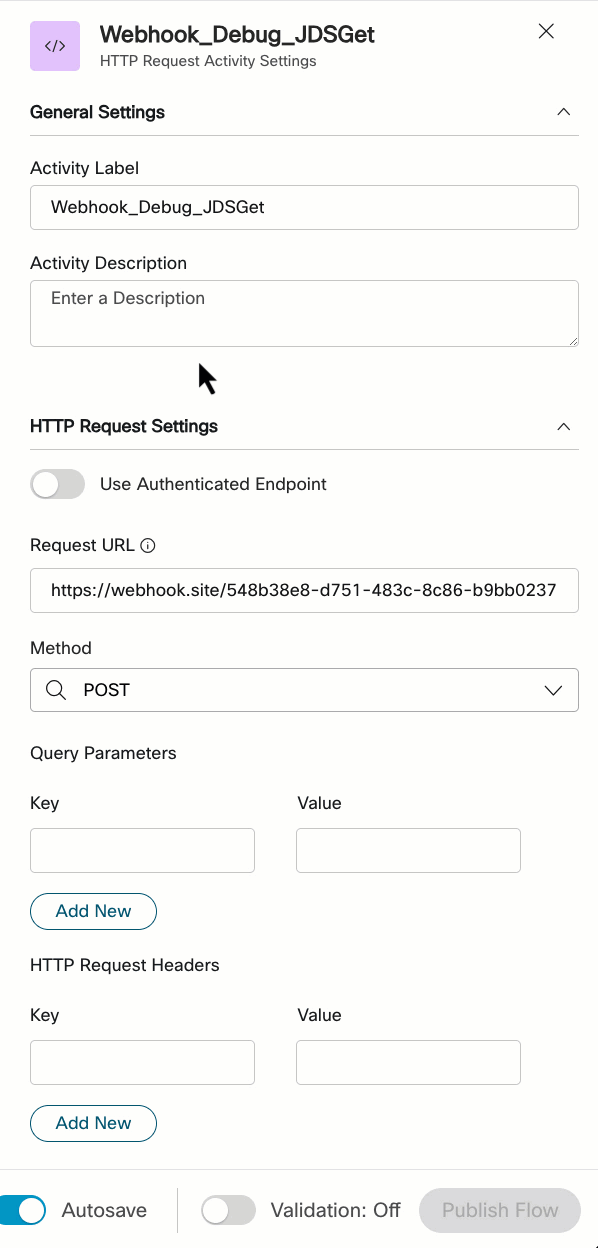 </>
Webhook_Debug_JDSGet
HTTP Request Activity Settings
General Settings
Activity Label
Webhook_Debug_JDSGet
Activity Description
Enter a Description
HTTP Request Settings
Use Authenticated Endpoint
Request URL
https://webhook.site/548b38e8-d751-483c-8c86-b9bb0237
Method
POST
Query Parameters
Key Value
Add New
HTTP Request Headers
Key Value
Add New
Autosave Validation: Off Publish Flow